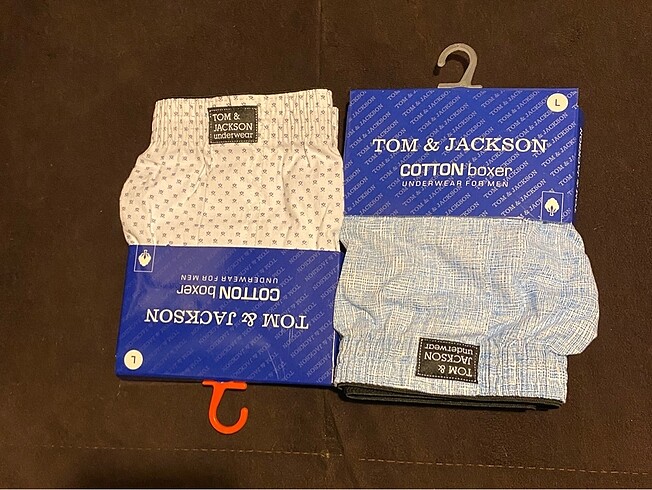 TOM &
JACKSON
underwear
TOM & JACKSON
COTTON boxer
UNDERWEAR FOR MEN
L
TOM & JACKSON
COTTON boxer
UNDERWEAR FOR MEN
L
TOM &
JACKSON
underwear